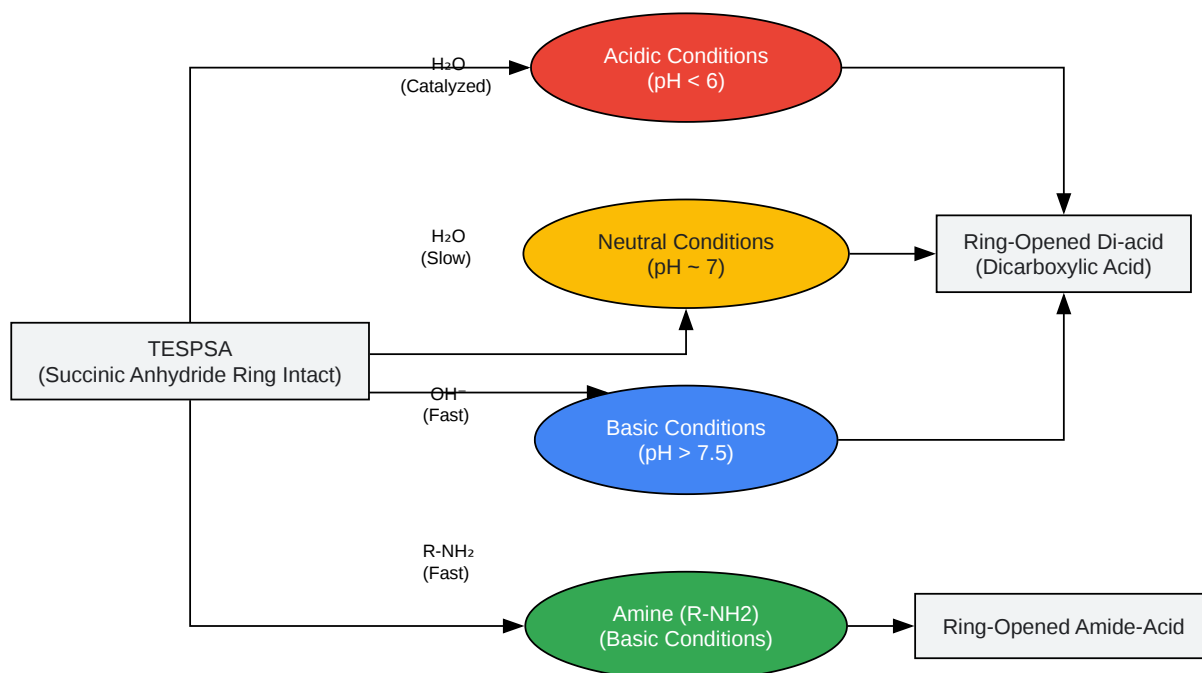 H₂O
(Catalyzed)
Acidic Conditions
(pH < 6)
H₂O
(Slow)
Neutral Conditions
(pH ~ 7)
Ring-Opened Di-acid
(Dicarboxylic Acid)
TESPSA
(Succinic Anhydride Ring Intact)
OH⁻
(Fast)
Basic Conditions
(pH > 7.5)
R-NH₂
(Fast)
Amine (R-NH2)
(Basic Conditions)
Ring-Opened Amide-Acid